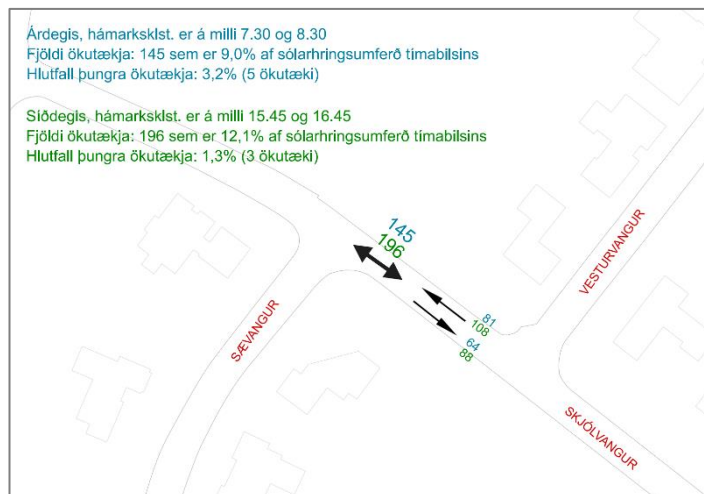 Árdegis, hámarksklst. er á milli 7.30 og 8.30
Fjöldi ökutækja: 145 sem er 9,0% af sólarhringsumferð tímabilsins
Hlutfall þungra ökutækja: 3,2% (5 ökutæki)
Síðdegis, hámarksklst. er á milli 15.45 og 16.45
Fjöldi ökutækja: 196 sem er 12,1% af sólarhringsumferð tímabilsins
Hlutfall þungra ökutækja: 1,3% (3 ökutæki)
145
196
VESTURVANGUR
81
108
64
88
SÆVANGUR
SKJÓLVANGUR